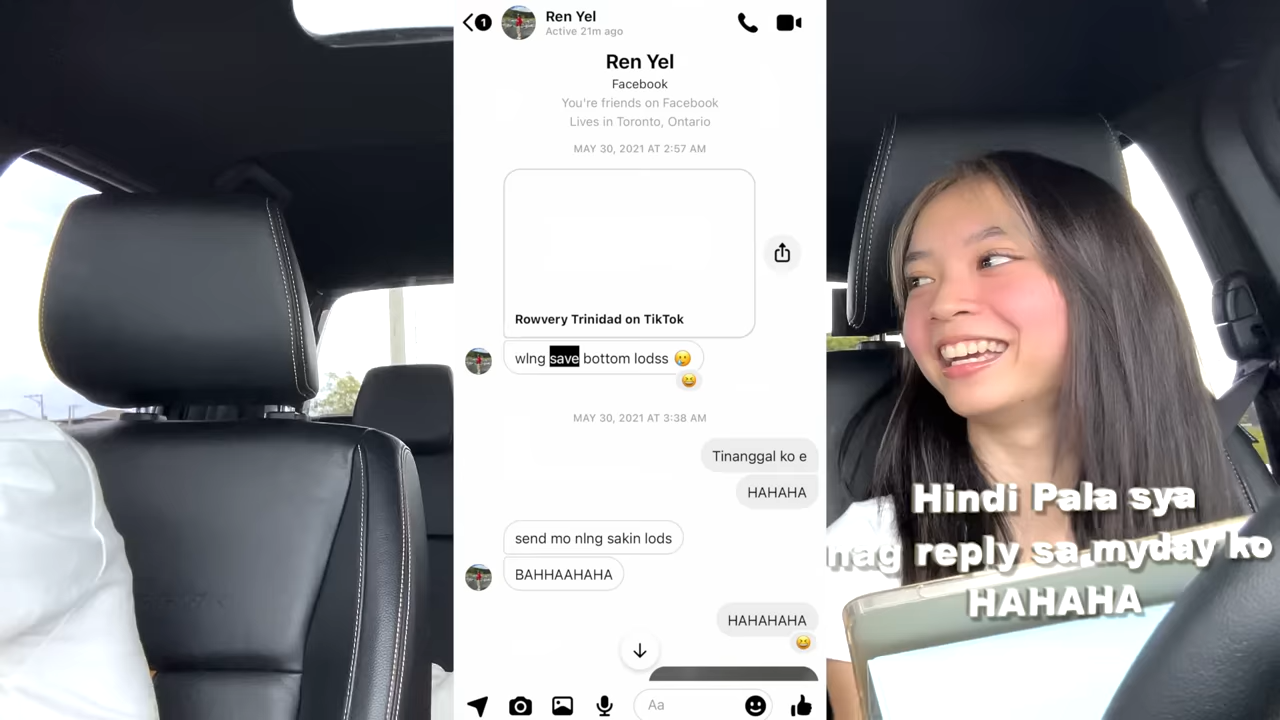 1
Ren Yel
Active 21m ago
Ren Yel
Facebook
You're friends on Facebook
Lives in Toronto, Ontario
MAY 30, 2021 AT 2:57 AM
Rowvery Trinidad on TikTok
wlng save bottom lodss 🥲
😆
MAY 30, 2021 AT 3:38 AM
Tinanggal ko e
HAHAHA
send mo nlng sakin lods
BAHHAAHAHA
HAHAHAHA
😆
Aa
Hindi Pala sya
nag reply sa myday ko
HAHAHA